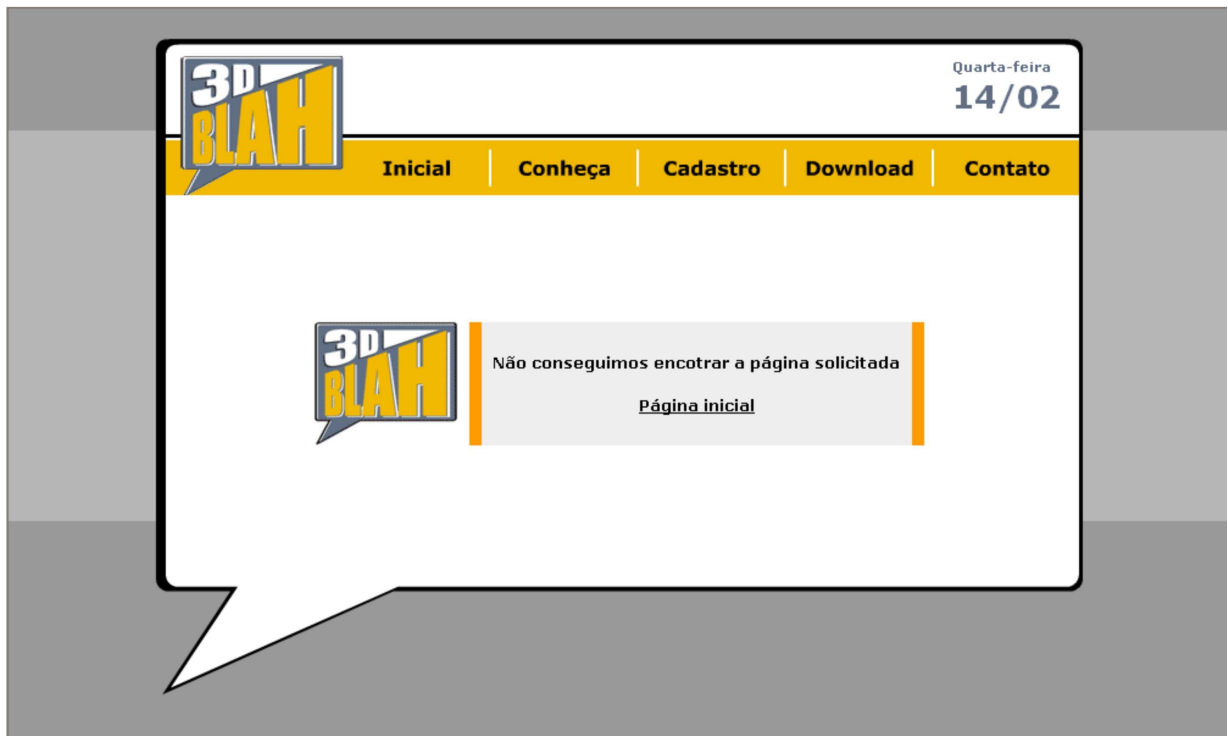 3D
BLAH
Quarta-feira
14/02
Inicial
Conheça
Cadastro
Download
Contato
3D
BLAH
Não conseguimos encotrar a página solicitada
Página inicial